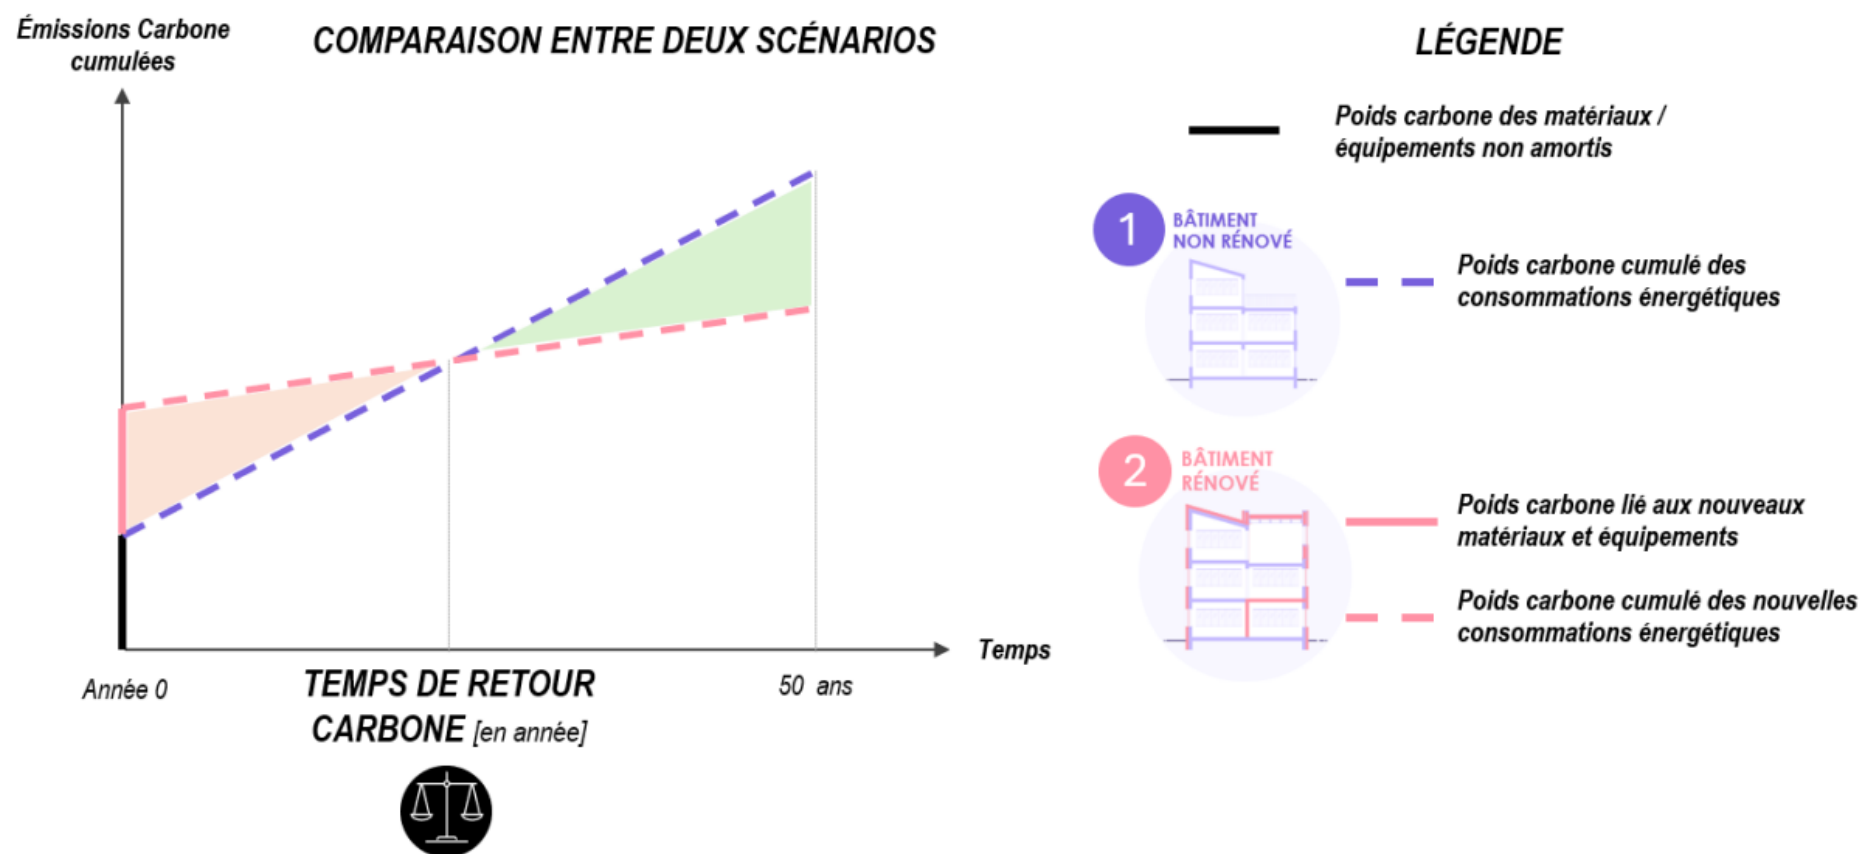 Émissions Carbone
cumulées
COMPARAISON ENTRE DEUX SCÉNARIOS
Année 0
TEMPS DE RETOUR
CARBONE [en année]
50 ans
Temps
LÉGENDE
Poids carbone des matériaux /
équipements non amortis
1
BÂTIMENT
NON RÉNOVÉ
Poids carbone cumulé des
consommations énergétiques
2
BÂTIMENT
RÉNOVÉ
Poids carbone lié aux nouveaux
matériaux et équipements
Poids carbone cumulé des nouvelles
consommations énergétiques